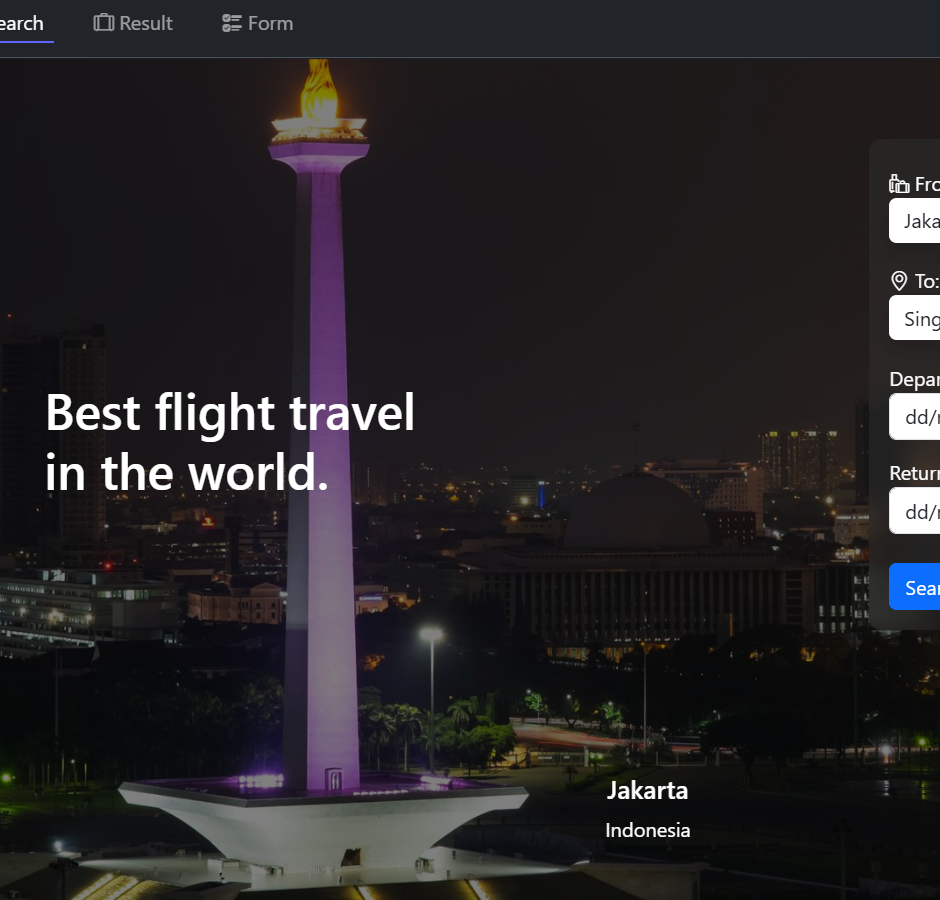 earch
Result
Form
Best flight travel
in the world.
Fro
Jaka
To:
Sing
Depar
dd/
Return
dd/
Sear
Jakarta
Indonesia